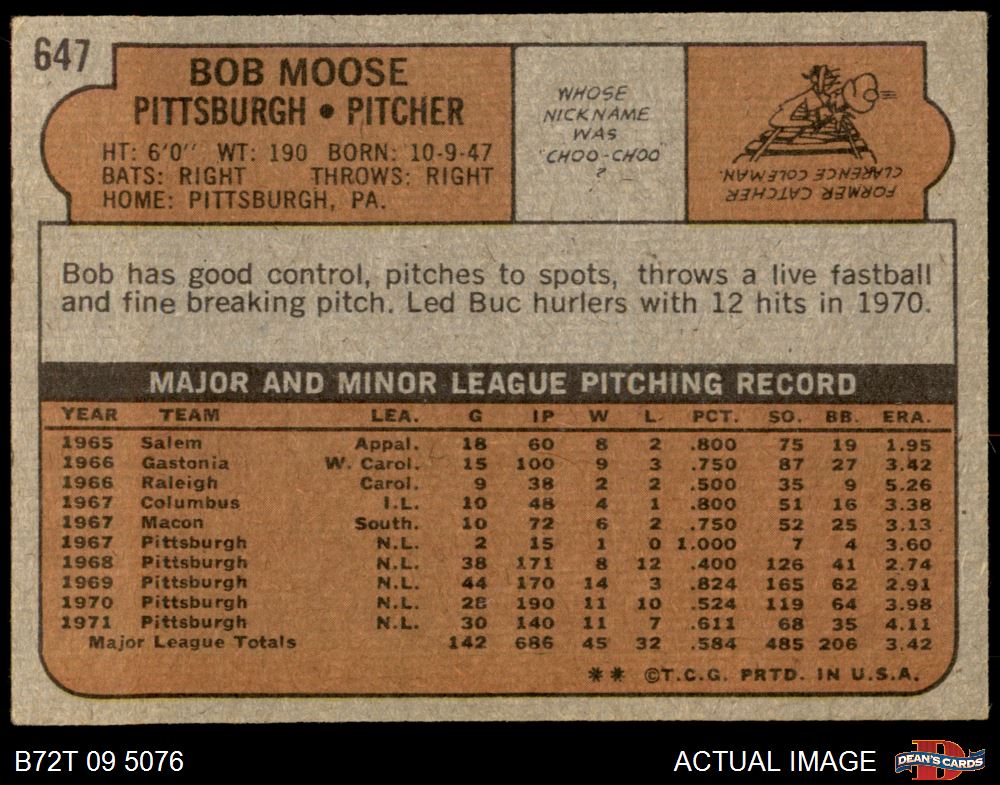 647
BOB MOOSE
PITTSBURGH • PITCHER
HT: 6'0" WT: 190 BORN: 10-9-47
BATS: RIGHT THROWS: RIGHT
HOME: PITTSBURGH, PA.
WHOSE
NICKNAME
WAS
"CHOO-CHOO"
?
FORMER CATCHER
CLARENCE COLEMAN.
Bob has good control, pitches to spots, throws a live fastball
and fine breaking pitch. Led Buc hurlers with 12 hits in 1970.
MAJOR AND MINOR LEAGUE PITCHING RECORD
YEAR TEAM LEA. G IP W L PCT. SO. BB. ERA.
1965 Salem Appal. 18 60 8 2 .800 75 19 1.95
1966 Gastonia W. Carol. 15 100 9 3 .750 87 27 3.42
1966 Raleigh Carol. 9 38 2 2 .500 35 9 5.26
1967 Columbus I.L. 10 48 4 1 .800 51 16 3.38
1967 Macon South. 10 72 6 2 .750 52 25 3.13
1967 Pittsburgh N.L. 2 15 1 0 1.000 7 4 3.60
1968 Pittsburgh N.L. 38 171 8 12 .400 126 41 2.74
1969 Pittsburgh N.L. 44 170 14 3 .824 165 62 2.91
1970 Pittsburgh N.L. 28 190 11 10 .524 119 64 3.98
1971 Pittsburgh N.L. 30 140 11 7 .611 68 35 4.11
Major League Totals 142 686 45 32 .584 485 206 3.42
** ©T.C.G. PRTD. IN U.S.A.
B72T 09 5076
ACTUAL IMAGE
D
DEAN'S CARDS